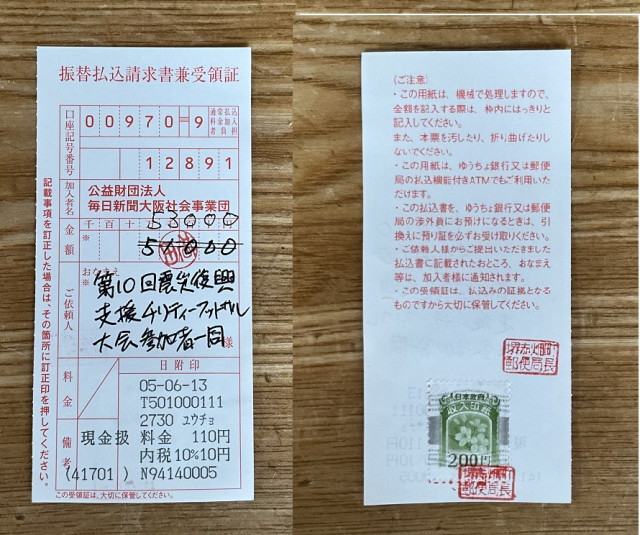 振替払込請求書兼受領証
口座記号番号
00970=9
通常払込料金加入者負担
12891
加入者名
公益財団法人
毎日新聞大阪社会事業団
金額
千百十万千百十円
※
53000
51000
おなまえ
※
ご依頼人
第10回震災復興
支援チャリティーフットサル
大会参加者一同
様
料金
日附印
05-06-13
T501000111
2730 ユウチョ
備考
現金扱 料金 110円
内税10%10円
(41701 ) N94140005
この受領証は、大切に保管してください。
記載事項を訂正した場合は、その箇所に訂正印を押してください。
(ご注意)
・この用紙は、機械で処理しますので、
金額を記入する際は、枠内にはっきりと
記入してください。
また、本票を汚したり、折り曲げたりし
ないでください。
・この用紙は、ゆうちょ銀行又は郵便局
の払込機能付きATMでもご利用いた
だけます。
・この払込書を、ゆうちょ銀行又は郵便局
の渉外員にお預けになるときは、引
換えに預り証を必ずお受け取りください。
・ご依頼人様からご提出いただきました
払込書に記載されたおところ、おなまえ
等は、加入者様に通知されます。
・この受領証は、払込みの証拠となる
ものですから大切に保管してください。
郵便局長
日本政府
収入印紙
200円
郵便局長